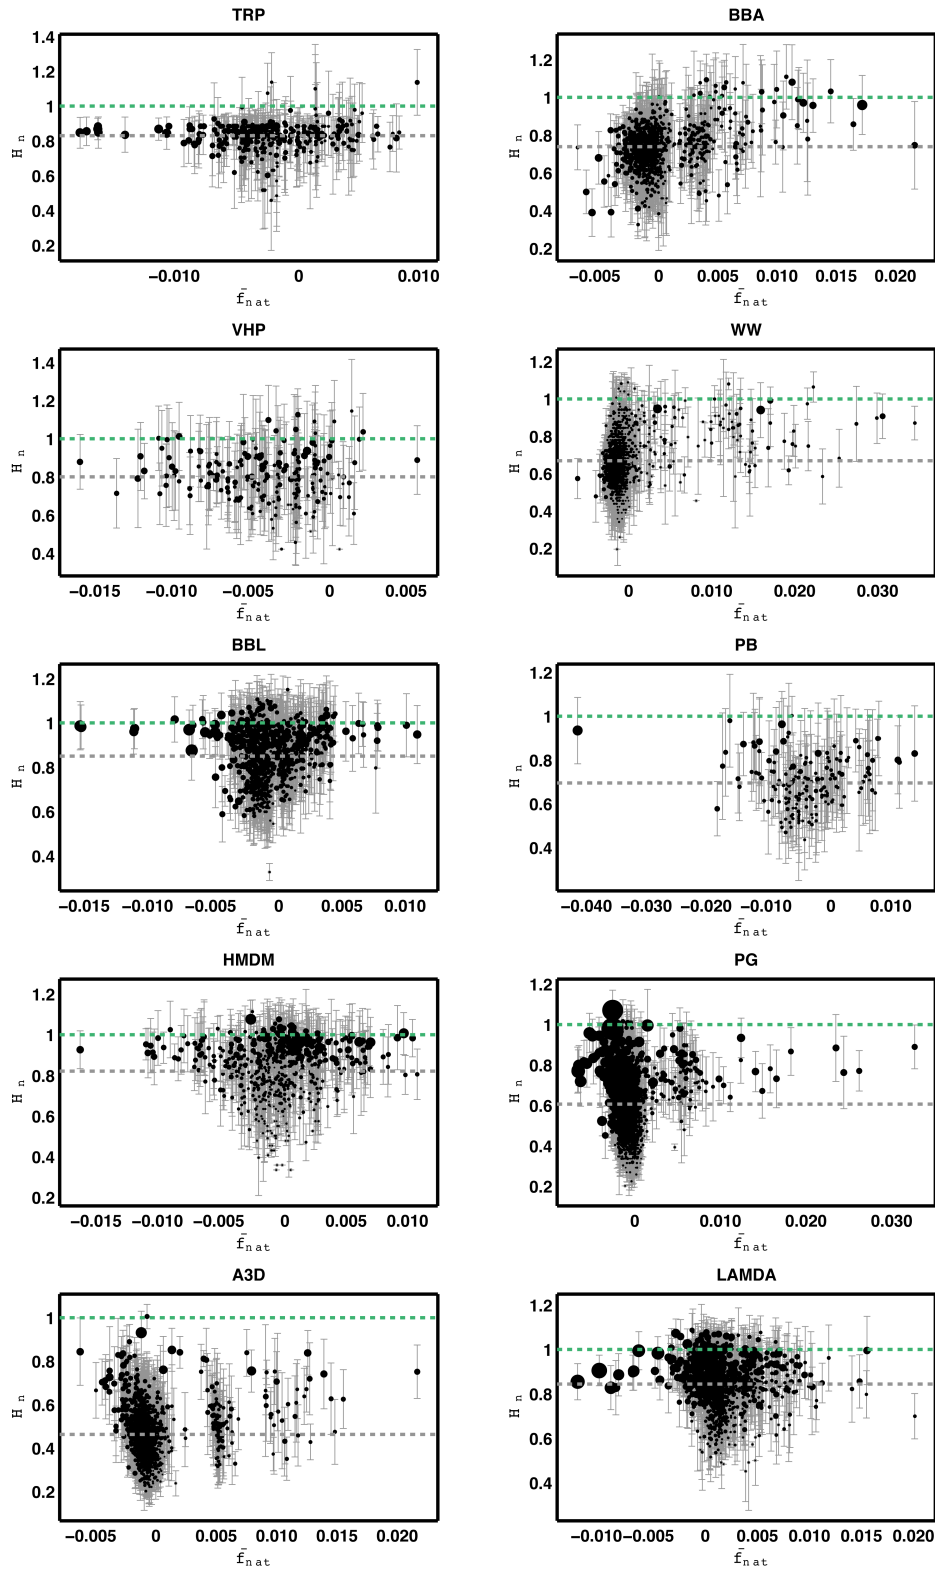 TRP
1.4
1.2
1
0.8
0.6
0.4
0.2
H n
−0.010 0 0.010
f̄nat
BBA
1.2
1
0.8
0.6
0.4
0.2
H n
−0.005 0 0.005 0.010 0.015 0.020
f̄nat
VHP
1.4
1.2
1
0.8
0.6
0.4
H n
−0.015 −0.010 −0.005 0 0.005
f̄nat
WW
1.2
1
0.8
0.6
0.4
0.2
H n
0 0.010 0.020 0.030
f̄nat
BBL
1.2
1
0.8
0.6
0.4
H n
−0.015 −0.010 −0.005 0 0.005 0.010
f̄nat
PB
1.2
1
0.8
0.6
0.4
H n
−0.040 −0.030 −0.020 −0.010 0 0.010
f̄nat
HMDM
1.2
1
0.8
0.6
0.4
0.2
H n
−0.015 −0.010 −0.005 0 0.005 0.010
f̄nat
PG
1.2
1
0.8
0.6
0.4
0.2
H n
0 0.010 0.020 0.030
f̄nat
A3D
1
0.8
0.6
0.4
0.2
H n
−0.005 0 0.005 0.010 0.015 0.020
f̄nat
LAMDA
1.2
1
0.8
0.6
0.4
H n
−0.010 −0.005 0 0.005 0.010 0.015 0.020
f̄nat